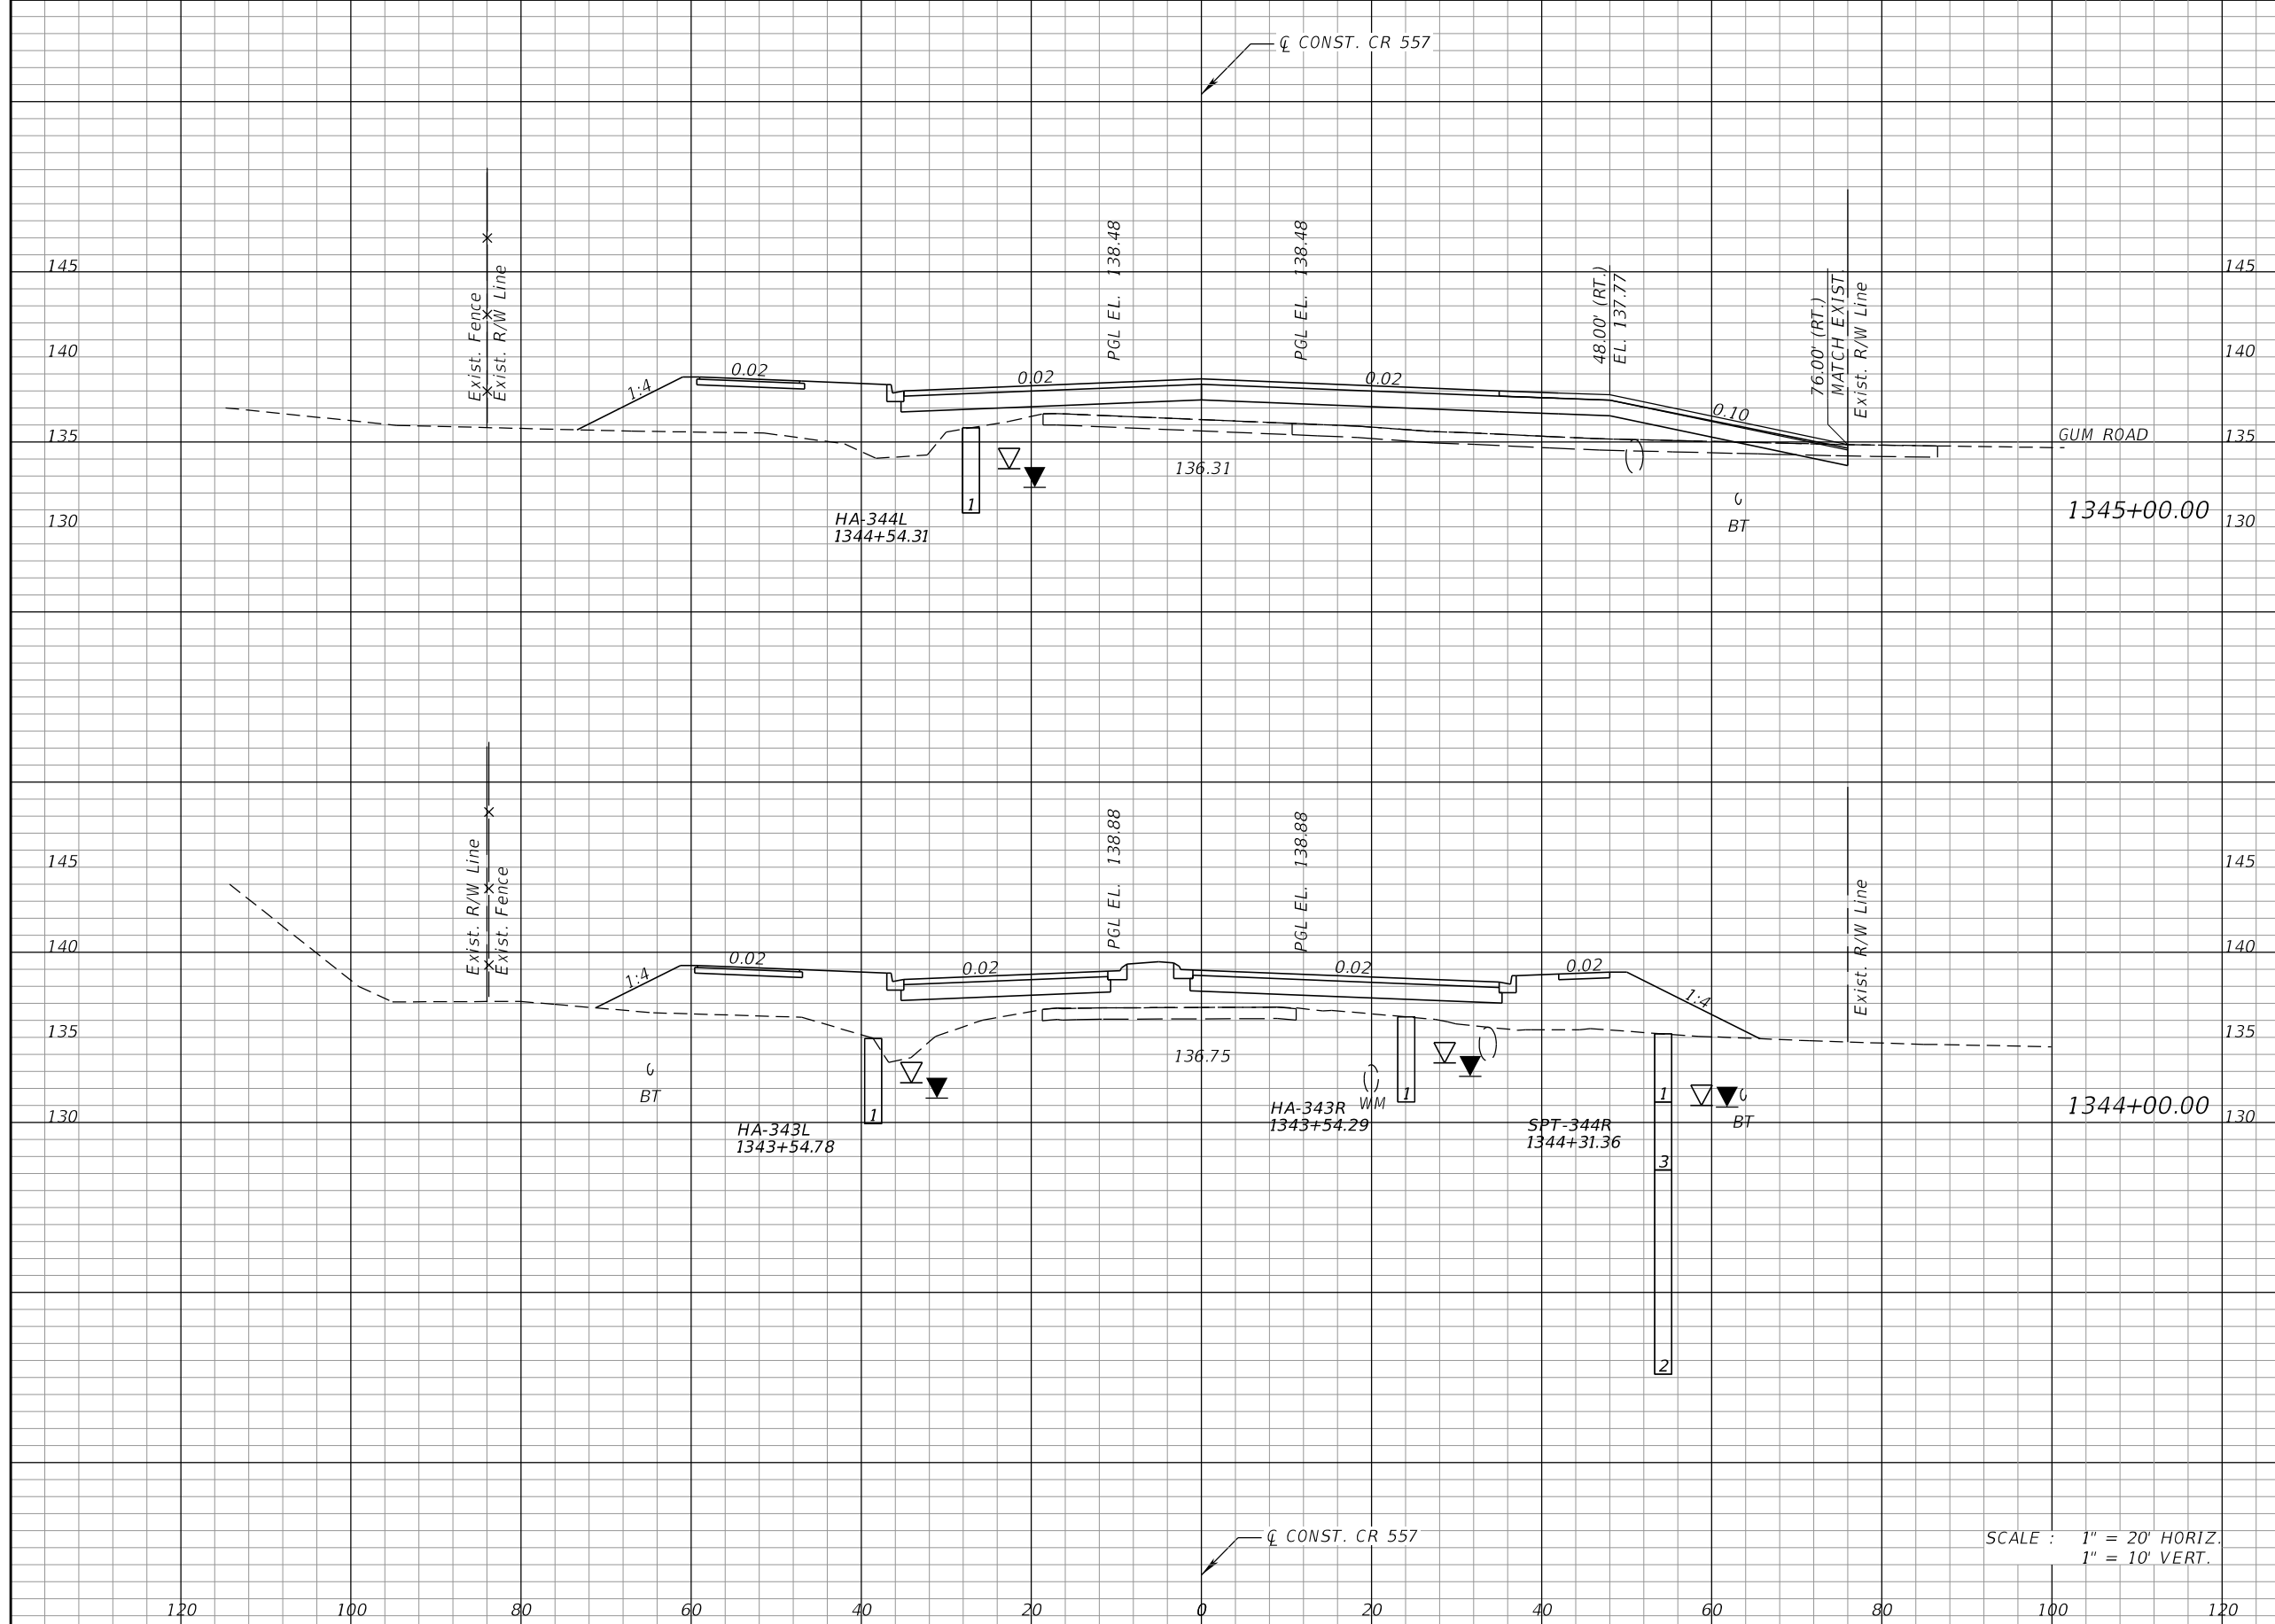 ℄ CONST. CR 557
PGL EL. 138.48
PGL EL. 138.48
48.00' (RT.)
EL. 137.77
76.00' (RT.)
MATCH EXIST.
Exist. R/W Line
Exist. Fence
Exist. R/W Line
145
145
140
140
1:4
0.02
0.02
0.02
0.10
135
GUM ROAD
135
136.31
1
HA-344L
1344+54.31
BT
1345+00.00
130
130
PGL EL. 138.88
PGL EL. 138.88
Exist. R/W Line
Exist. Fence
Exist. R/W Line
145
145
140
140
1:4
0.02
0.02
0.02
0.02
1:4
135
135
136.75
BT
WM
1
1
1
HA-343L
1343+54.78
HA-343R
1343+54.29
SPT-344R
1344+31.36
BT
1344+00.00
130
130
3
2
℄ CONST. CR 557
SCALE : 1" = 20' HORIZ.
1" = 10' VERT.
120 100 80 60 40 20 0 20 40 60 80 100 120